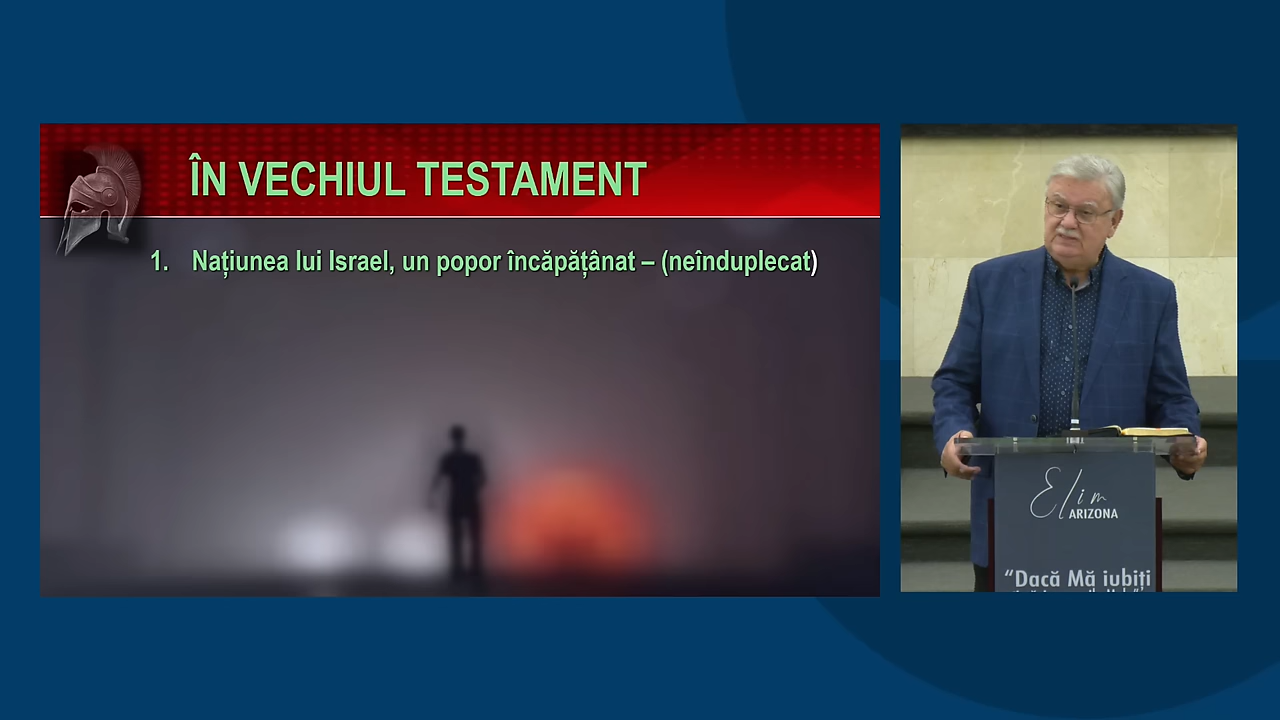 ÎN VECHIUL TESTAMENT
1. Națiunea lui Israel, un popor încăpățânat – (neînduplecat)
Elim
ARIZONA
“Dacă Mă iubiți